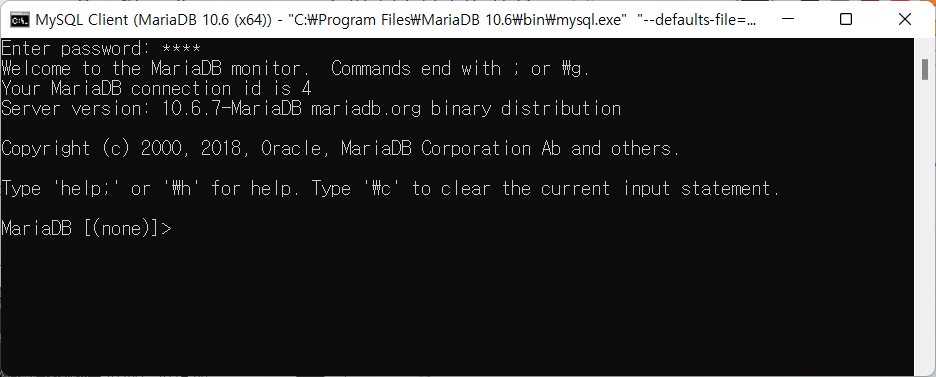 MySQL Client (MariaDB 10.6 (x64)) - "C:₩Program Files₩MariaDB 10.6₩bin₩mysql.exe" "--defaults-file=...
Enter password: ****
Welcome to the MariaDB monitor.  Commands end with ; or ₩g.
Your MariaDB connection id is 4
Server version: 10.6.7-MariaDB mariadb.org binary distribution
Copyright (c) 2000, 2018, Oracle, MariaDB Corporation Ab and others.
Type 'help;' or '₩h' for help. Type '₩c' to clear the current input statement.
MariaDB [(none)]>